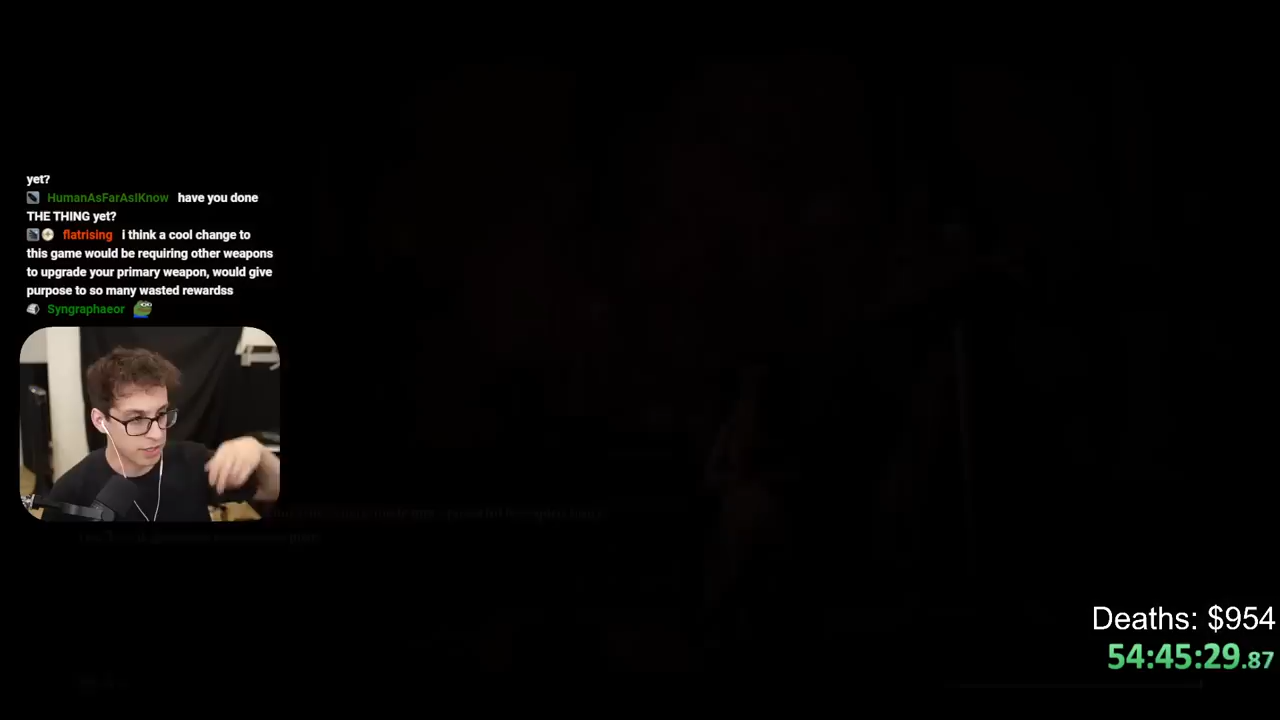 yet?
HumanAsFarAsIKnow have you done
THE THING yet?
flatrising i think a cool change to
this game would be requiring other weapons
to upgrade your primary weapon, would give
purpose to so many wasted rewardss
Syngraphaeor
Deaths: $954
54:45:29.87